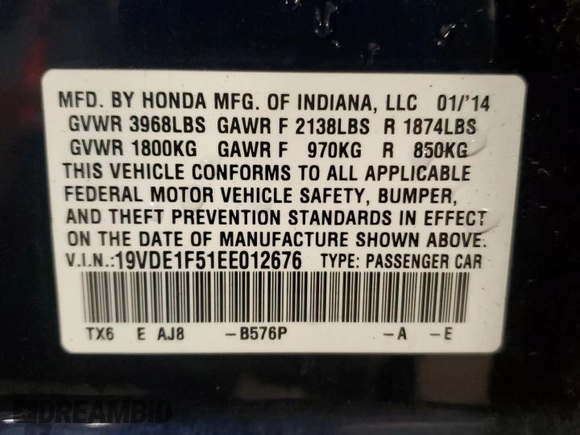 MFD. BY HONDA MFG. OF INDIANA, LLC 01/'14
GVWR 3968LBS GAWR F 2138LBS R 1874LBS
GVWR 1800KG GAWR F 970KG R 850KG
THIS VEHICLE CONFORMS TO ALL APPLICABLE
FEDERAL MOTOR VEHICLE SAFETY, BUMPER,
AND THEFT PREVENTION STANDARDS IN EFFECT
ON THE DATE OF MANUFACTURE SHOWN ABOVE.
V.I.N.:19VDE1F51EE012676 TYPE: PASSENGER CAR
TX6 E AJ8 –B576P –A –E
DREAMBID